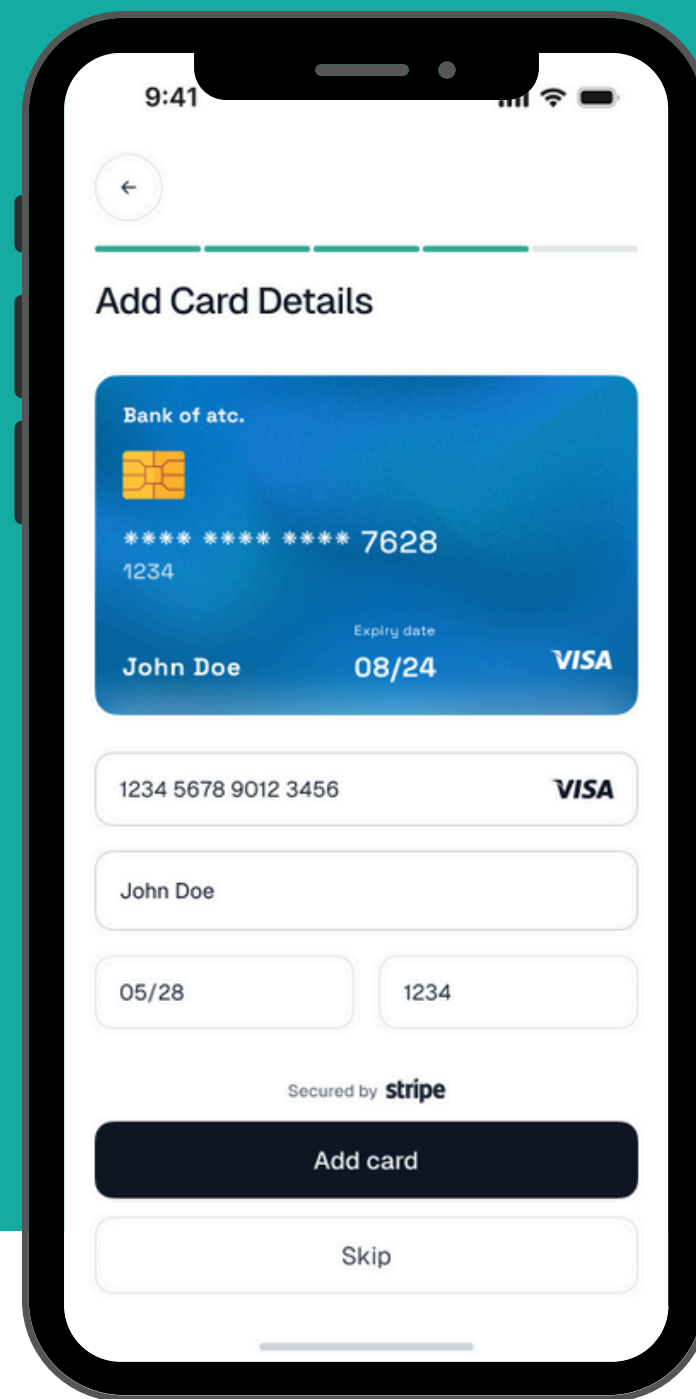 9:41
Add Card Details
Bank of atc.
**** **** **** 7628
1234
Expiry date
John Doe 08/24 VISA
1234 5678 9012 3456 VISA
John Doe
05/28 1234
Secured by stripe
Add card
Skip